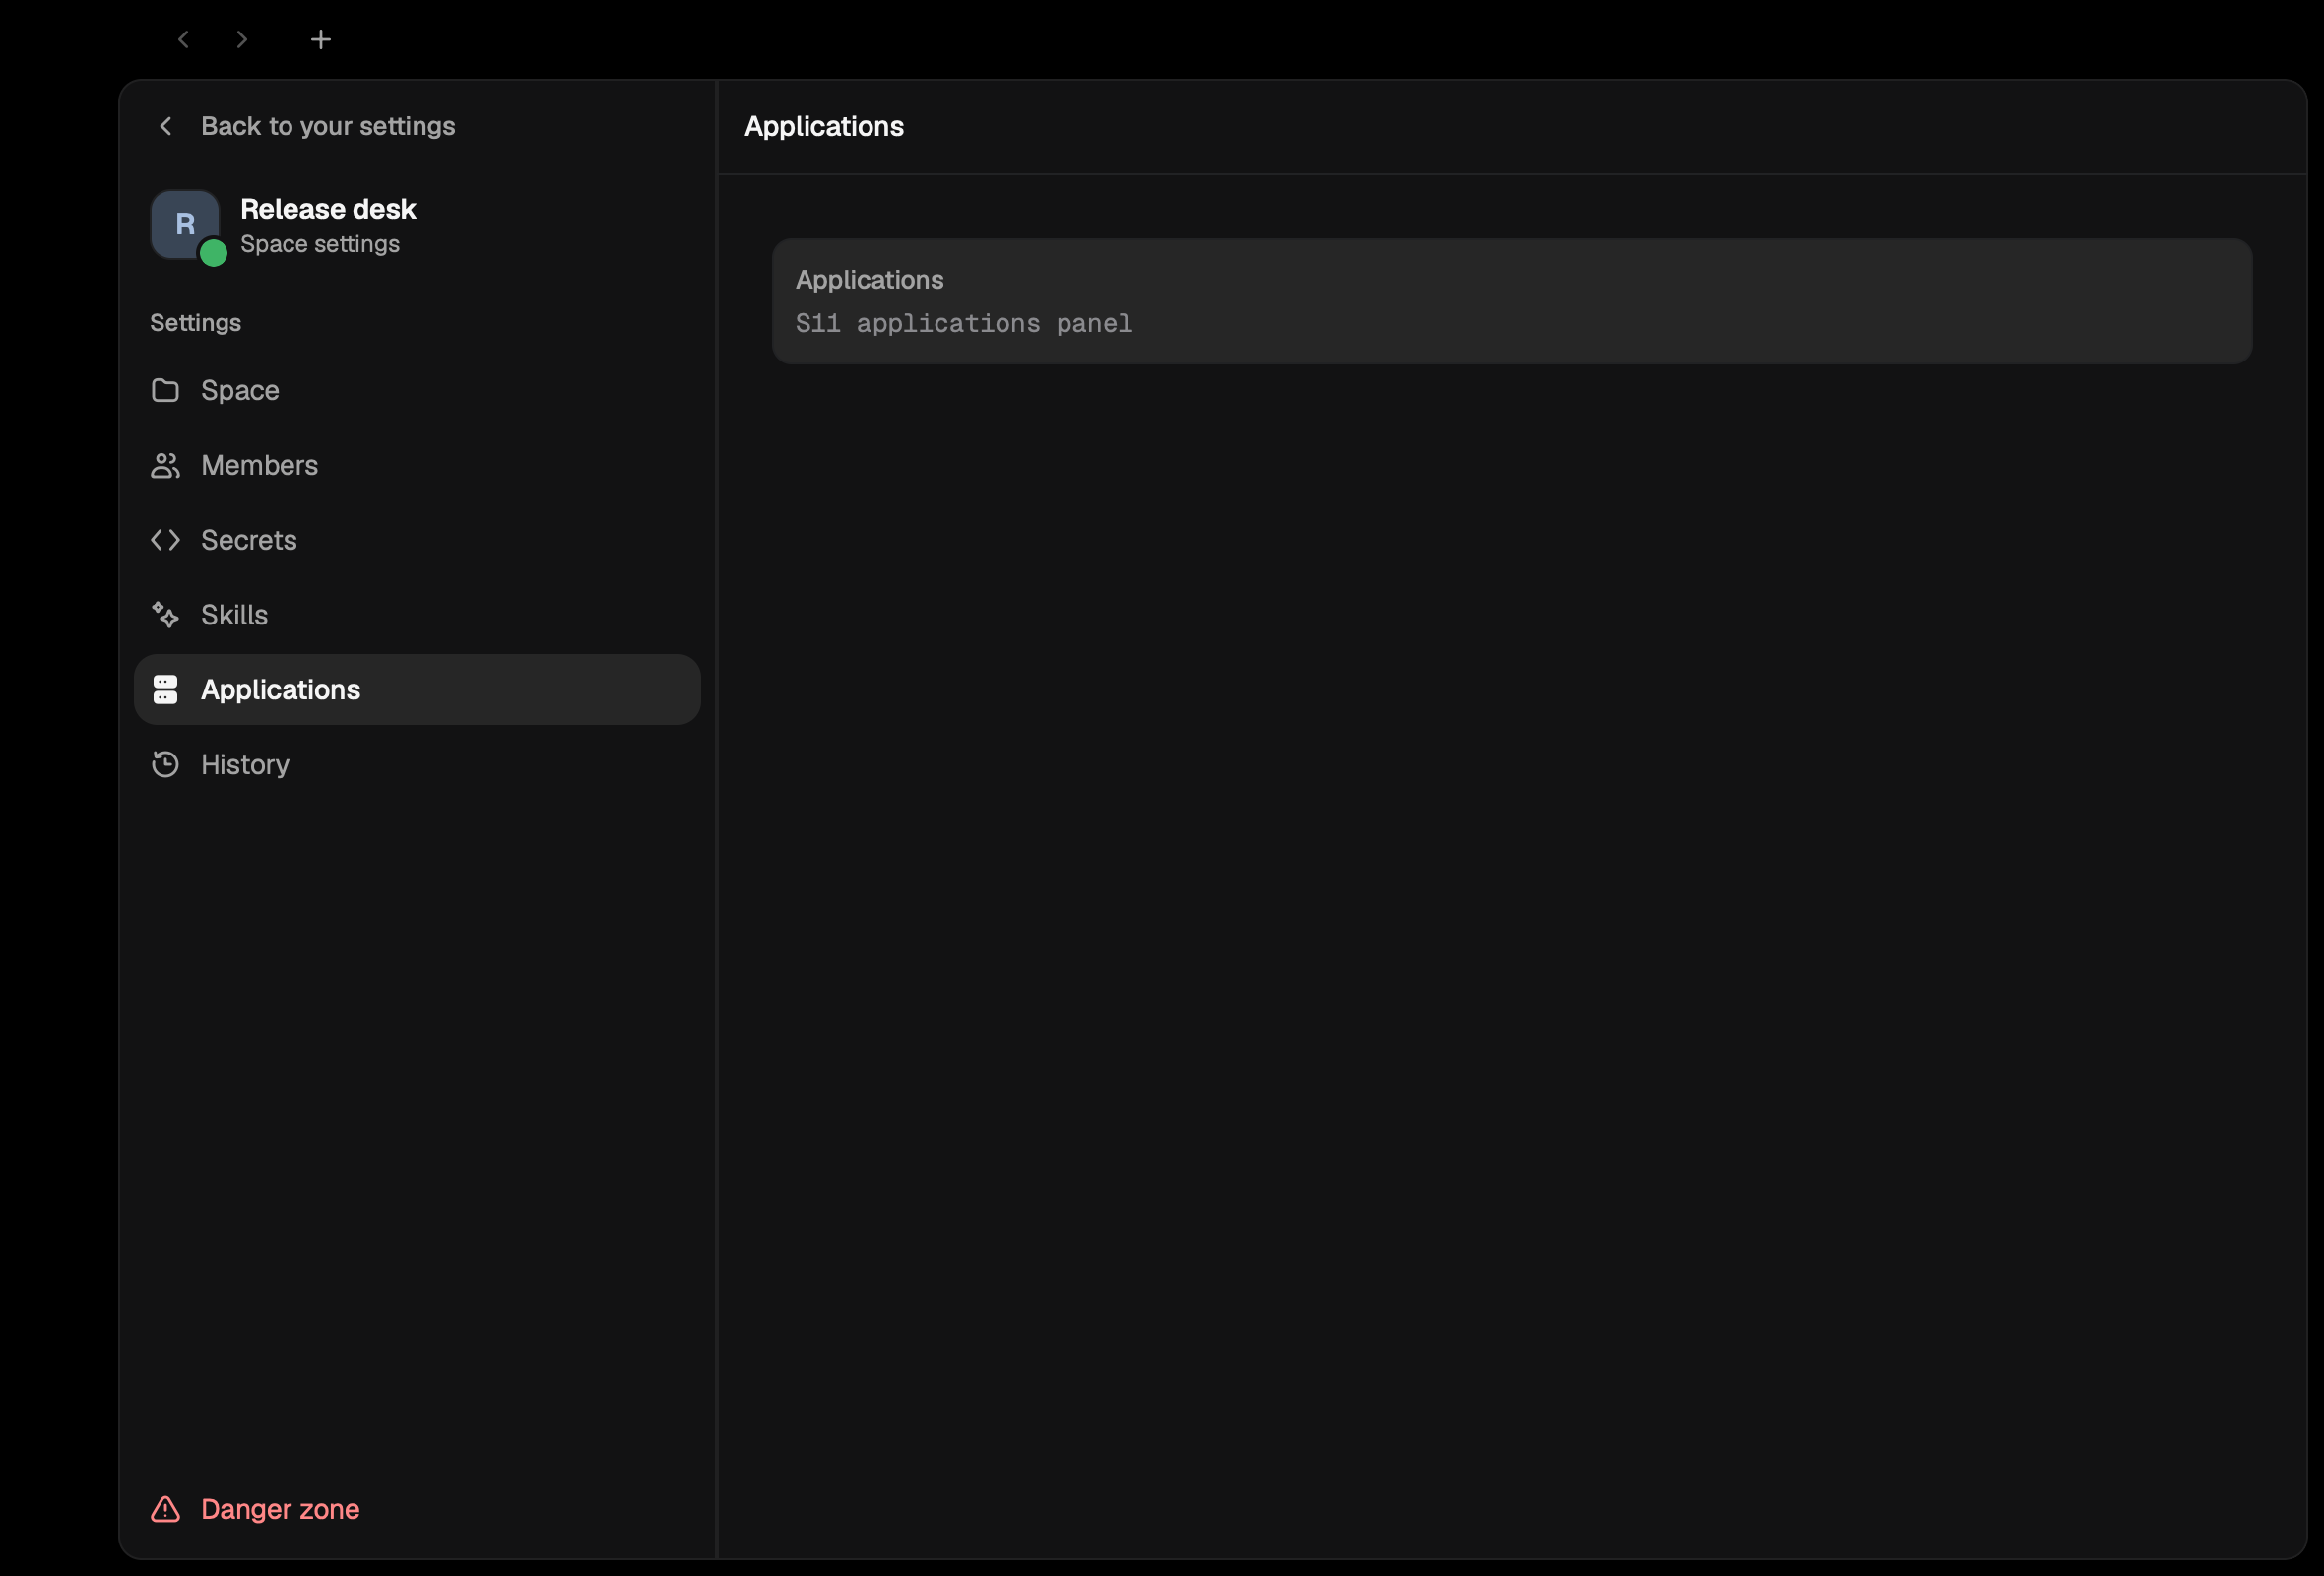 Back to your settings
R
Release desk
Space settings
Settings
Space
Members
Secrets
Skills
Applications
History
Danger zone
Applications
Applications
S11 applications panel